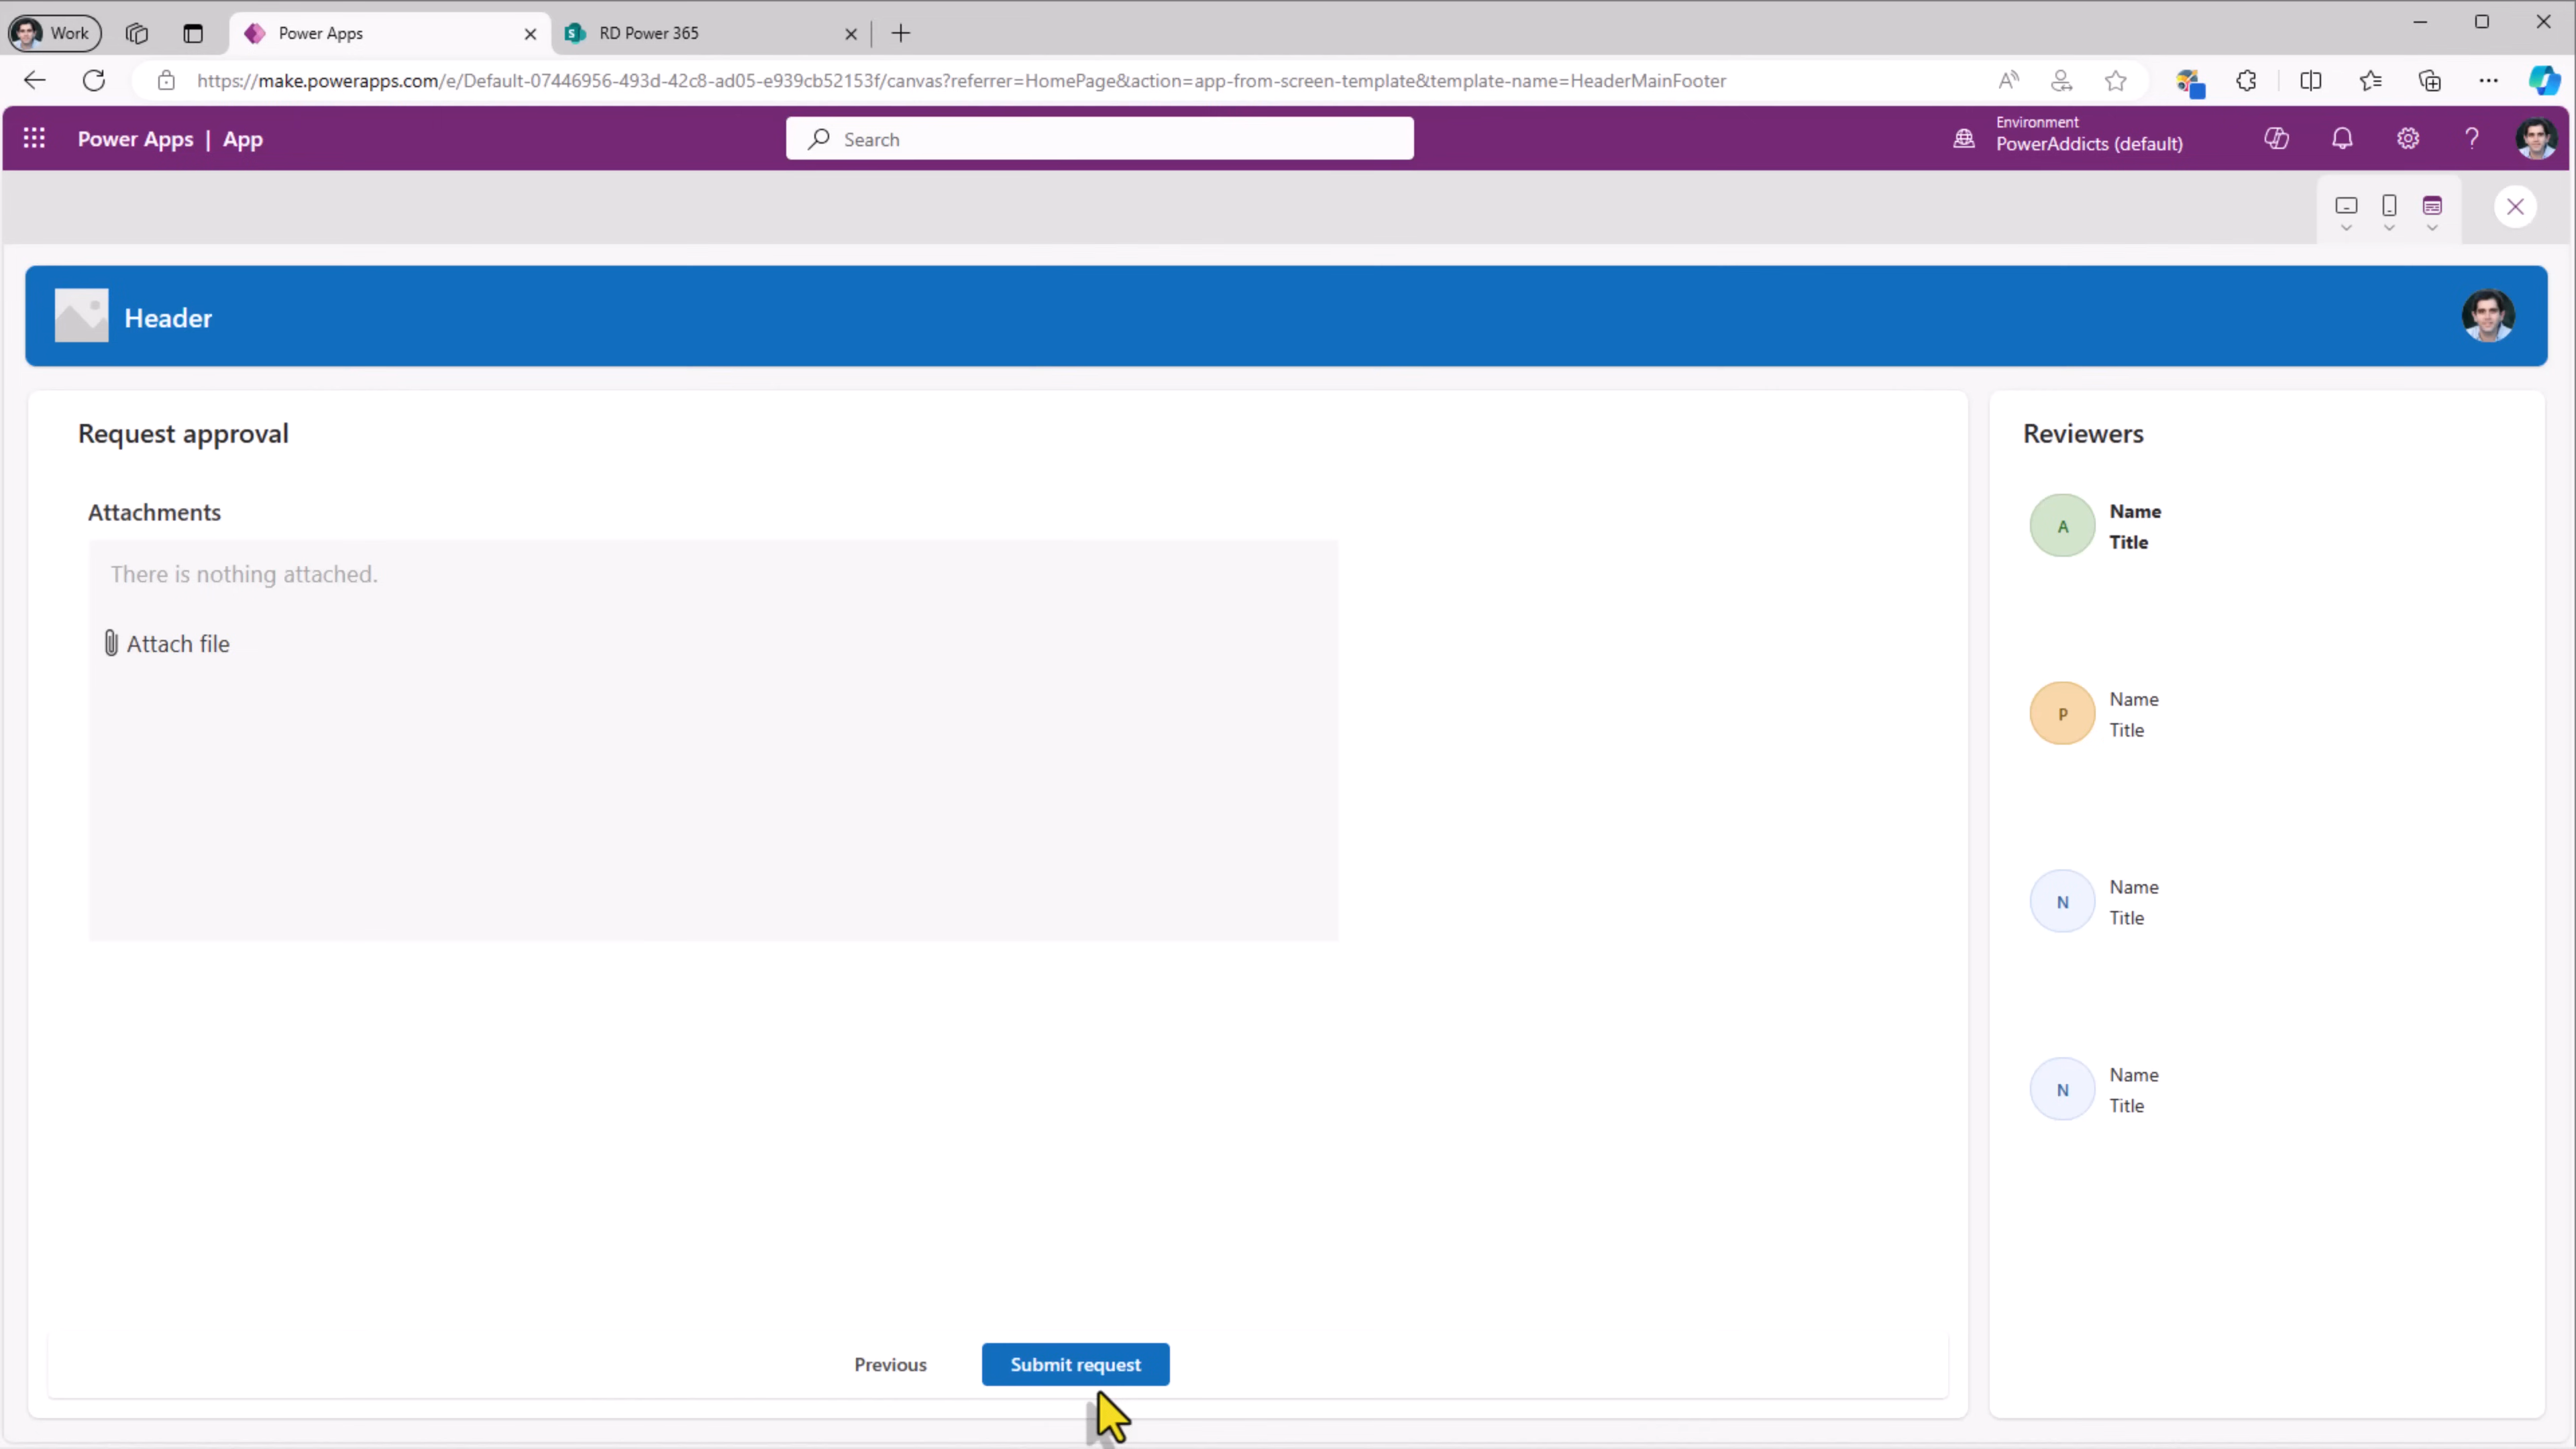 Work
Power Apps
RD Power 365
https://make.powerapps.com/e/Default-07446956-493d-42c8-ad05-e939cb52153f/canvas?referrer=HomePage&action=app-from-screen-template&template-name=HeaderMainFooter
Power Apps | App
Search
Environment
PowerAddicts (default)
Header
Request approval
Attachments
There is nothing attached.
Attach file
Previous
Submit request
Reviewers
A
Name
Title
P
Name
Title
N
Name
Title
N
Name
Title